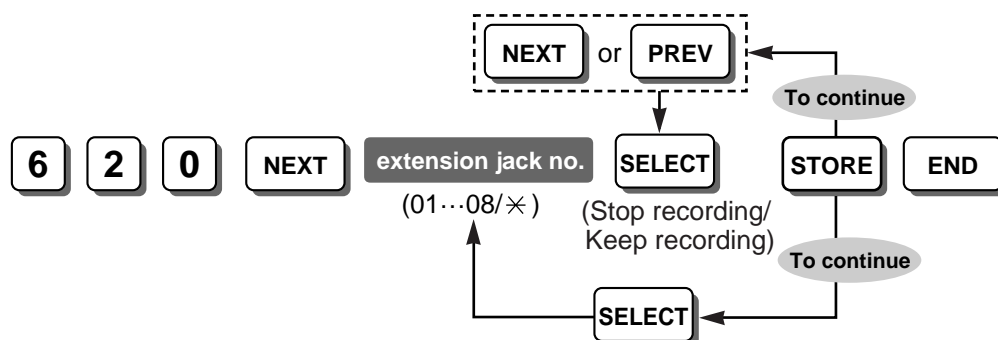 NEXT or PREV
To continue
6 2 0 NEXT extension jack no. SELECT STORE END
(01···08/✳)
(Stop recording/
Keep recording)
To continue
SELECT